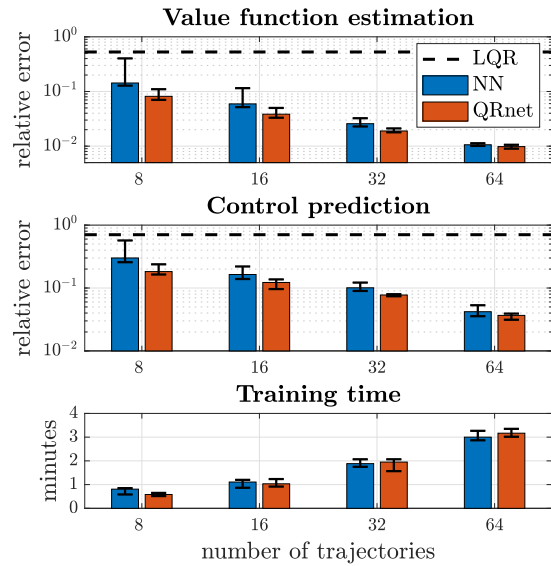 Value function estimation
relative error
10^0
10^-1
10^-2
LQR
NN
QRnet
8 16 32 64
Control prediction
relative error
10^0
10^-1
10^-2
8 16 32 64
Training time
minutes
4
3
2
1
0
8 16 32 64
number of trajectories